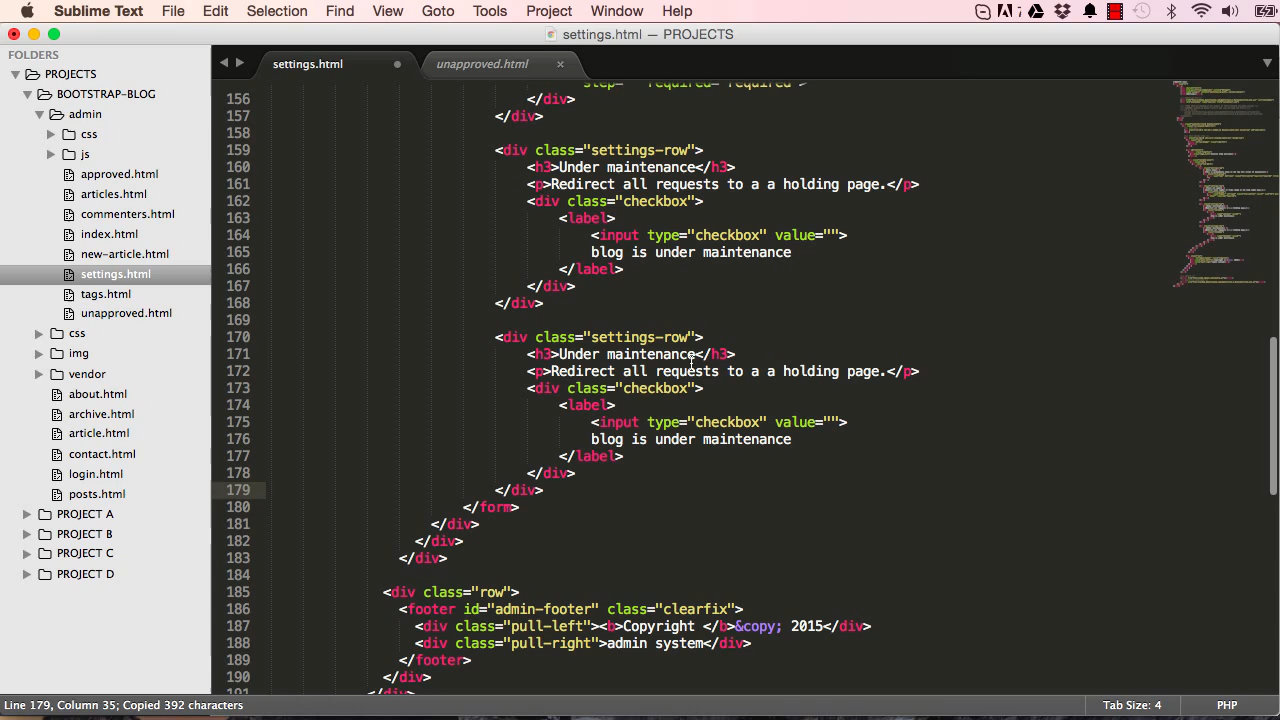 Sublime Text File Edit Selection Find View Goto Tools Project Window Help 7
settings.html — PROJECTS
FOLDERS
PROJECTS
BOOTSTRAP-BLOG
admin
css
js
approved.html
articles.html
commenters.html
index.html
new-article.html
settings.html
tags.html
unapproved.html
css
img
vendor
about.html
archive.html
article.html
contact.html
login.html
posts.html
PROJECT A
PROJECT B
PROJECT C
PROJECT D
settings.html unapproved.html ×
step=" required="required">
156 </div>
157 </div>
158
159 <div class="settings-row">
160 <h3>Under maintenance</h3>
161 <p>Redirect all requests to a a holding page.</p>
162 <div class="checkbox">
163 <label>
164 <input type="checkbox" value="">
165 blog is under maintenance
166 </label>
167 </div>
168 </div>
169
170 <div class="settings-row">
171 <h3>Under maintenance</h3>
172 <p>Redirect all requests to a a holding page.</p>
173 <div class="checkbox">
174 <label>
175 <input type="checkbox" value="">
176 blog is under maintenance
177 </label>
178 </div>
179 </div>
180 </form>
181 </div>
182 </div>
183 </div>
184
185 <div class="row">
186 <footer id="admin-footer" class="clearfix">
187 <div class="pull-left"><b>Copyright </b>&copy; 2015</div>
188 <div class="pull-right">admin system</div>
189 </footer>
190 </div>
191 </div>
Line 179, Column 35; Copied 392 characters Tab Size: 4 PHP